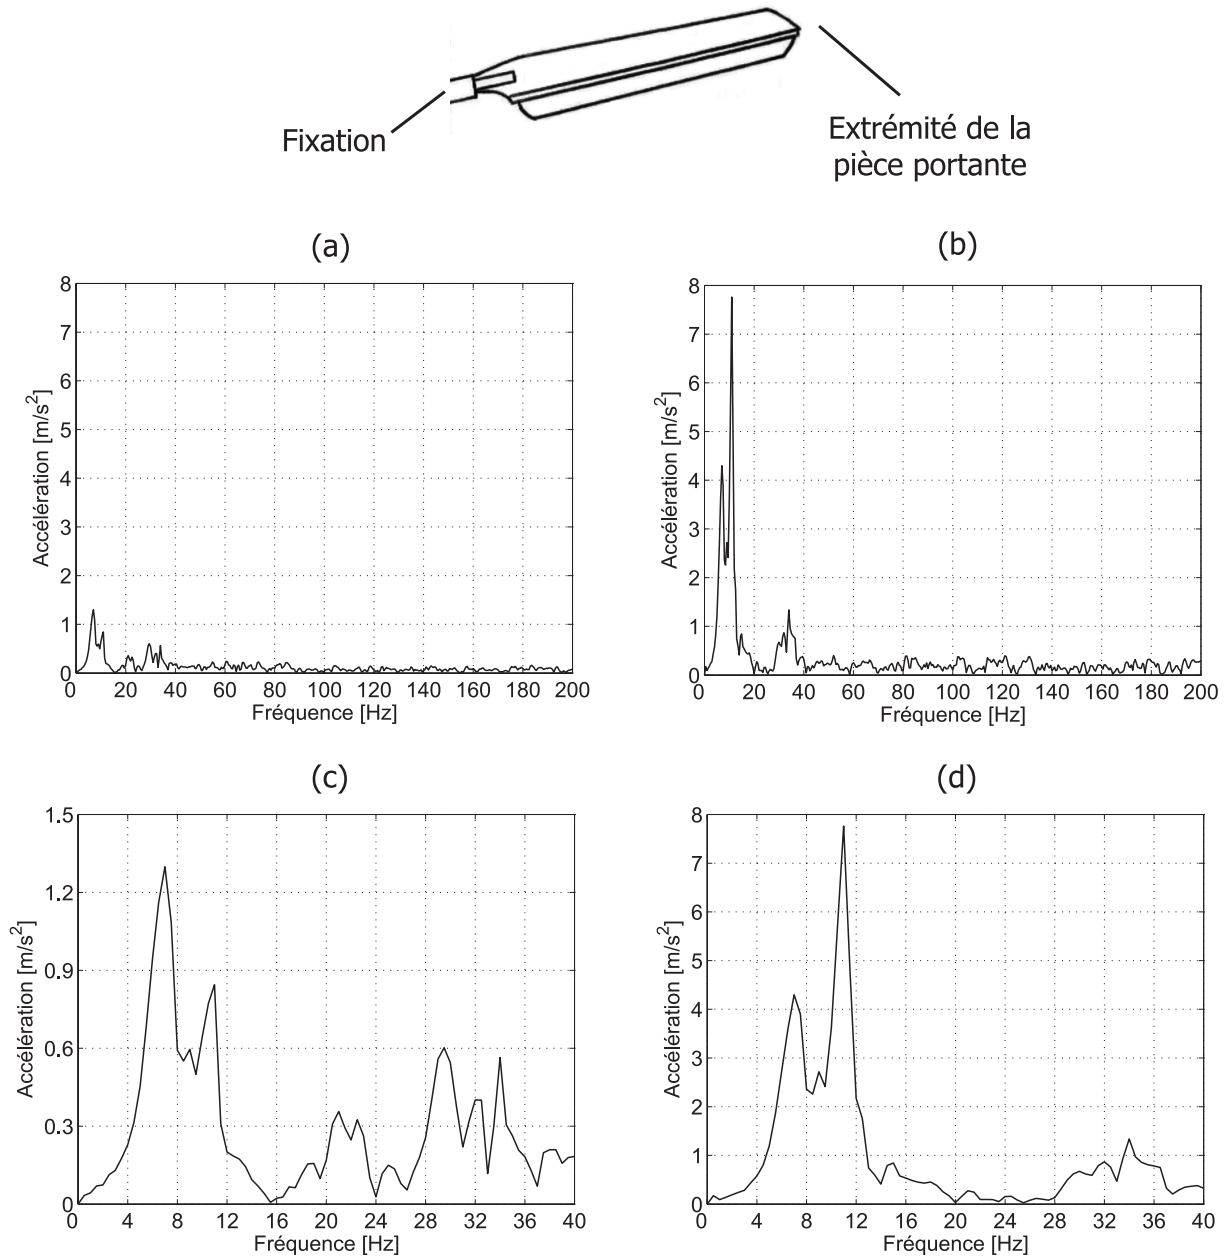 Fixation
Extrémité de la
pièce portante
(a)
8
7
6
5
4
3
2
1
0
Accélération [m/s²]
0 20 40 60 80 100 120 140 160 180 200
Fréquence [Hz]
(b)
8
7
6
5
4
3
2
1
0
Accélération [m/s²]
0 20 40 60 80 100 120 140 160 180 200
Fréquence [Hz]
(c)
1.5
1.2
0.9
0.6
0.3
0
Accélération [m/s²]
0 4 8 12 16 20 24 28 32 36 40
Fréquence [Hz]
(d)
8
7
6
5
4
3
2
1
0
Accélération [m/s²]
0 4 8 12 16 20 24 28 32 36 40
Fréquence [Hz]